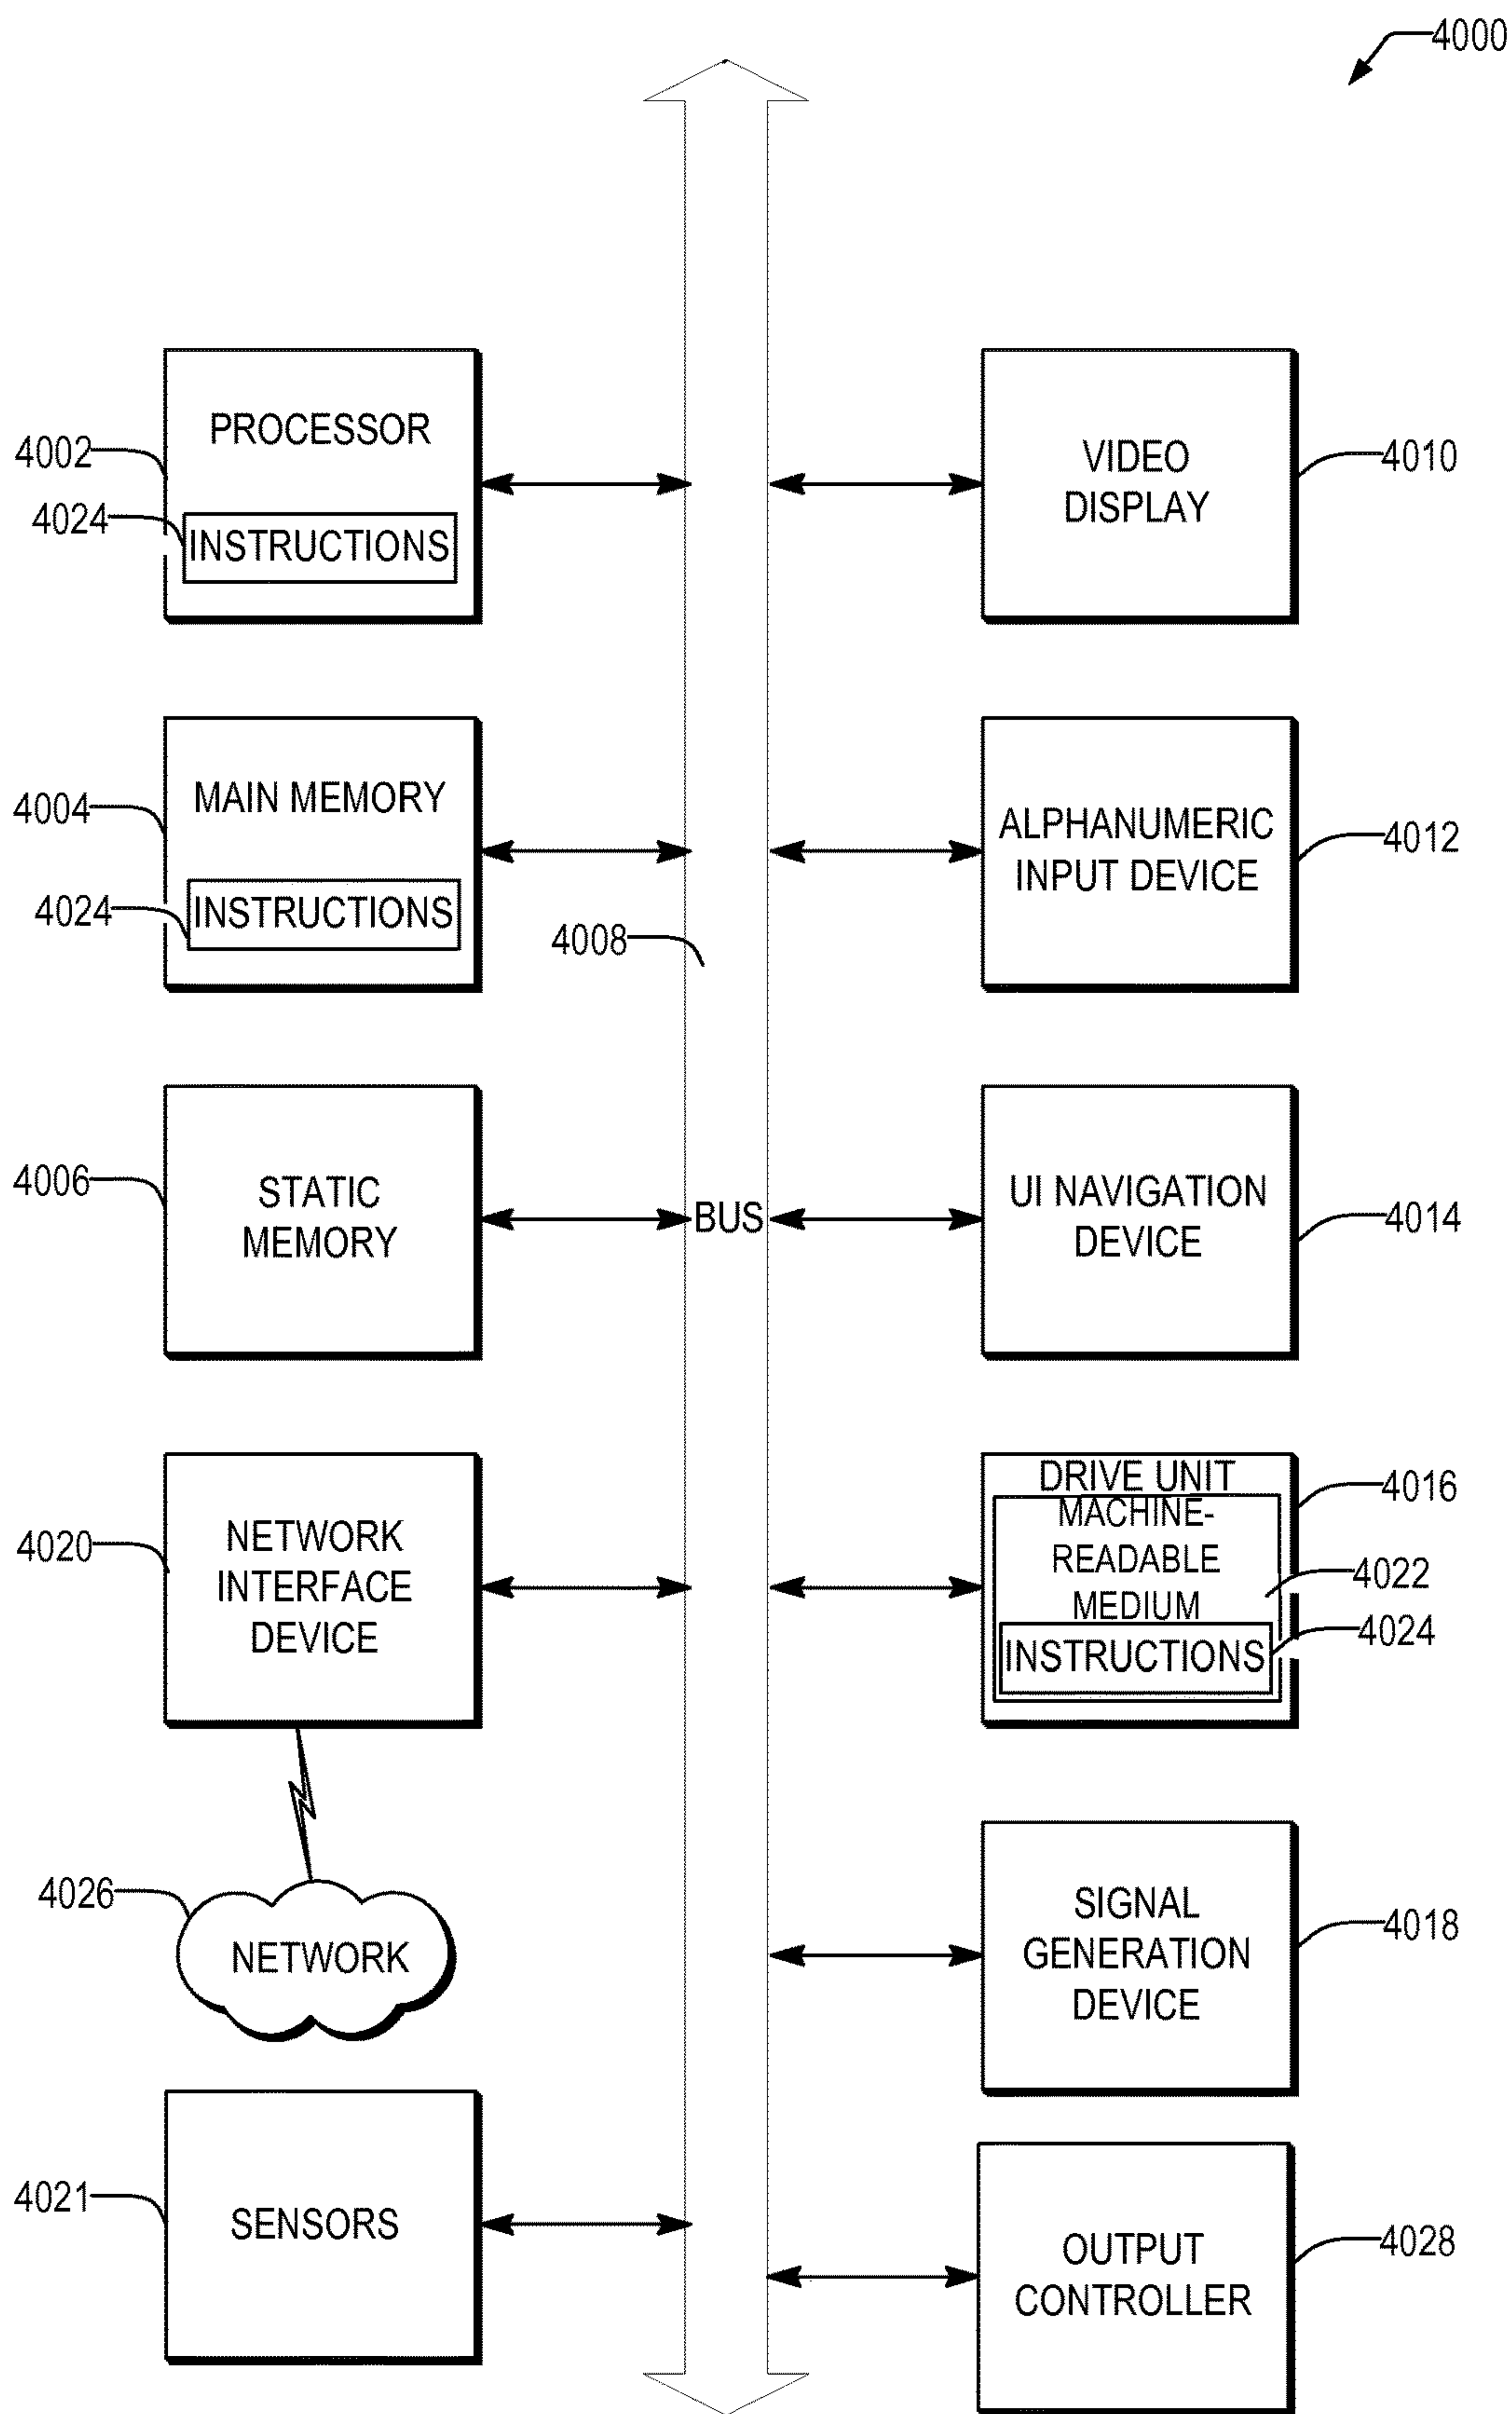 4000
PROCESSOR
4002
4024
INSTRUCTIONS
VIDEO
DISPLAY
4010
MAIN MEMORY
4004
4024
INSTRUCTIONS
4008
ALPHANUMERIC
INPUT DEVICE
4012
4006
STATIC
MEMORY
BUS
UI NAVIGATION
DEVICE
4014
4020
NETWORK
INTERFACE
DEVICE
DRIVE UNIT
4016
MACHINE-
READABLE
MEDIUM
4022
INSTRUCTIONS
4024
4026
NETWORK
SIGNAL
GENERATION
DEVICE
4018
4021
SENSORS
OUTPUT
CONTROLLER
4028